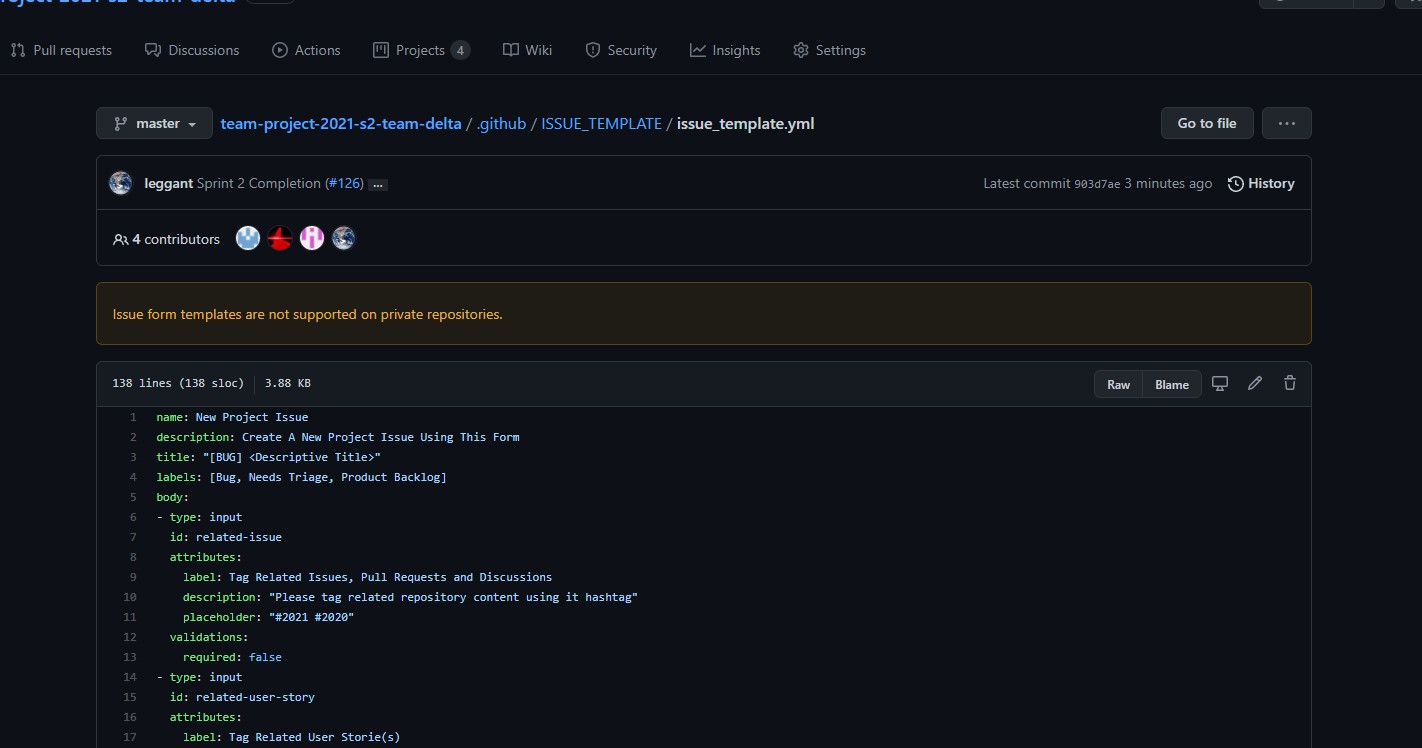 roject-2021-s2-team-delta
Pull requests Discussions Actions Projects 4 Wiki Security Insights Settings
master team-project-2021-s2-team-delta / .github / ISSUE_TEMPLATE / issue_template.yml Go to file ...
leggant Sprint 2 Completion (#126) ... Latest commit 903d7ae 3 minutes ago History
4 contributors
Issue form templates are not supported on private repositories.
138 lines (138 sloc) 3.88 KB Raw Blame
1 name: New Project Issue
2 description: Create A New Project Issue Using This Form
3 title: "[BUG] <Descriptive Title>"
4 labels: [Bug, Needs Triage, Product Backlog]
5 body:
6 - type: input
7 id: related-issue
8 attributes:
9 label: Tag Related Issues, Pull Requests and Discussions
10 description: "Please tag related repository content using it hashtag"
11 placeholder: "#2021 #2020"
12 validations:
13 required: false
14 - type: input
15 id: related-user-story
16 attributes:
17 label: Tag Related User Storie(s)